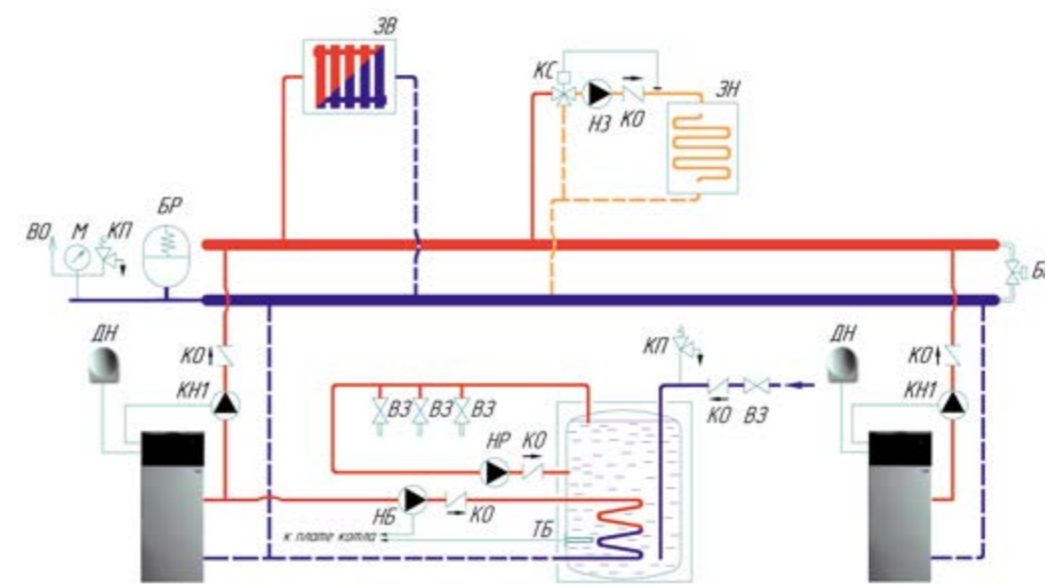 ЗВ
КС
НЗ
КО
ЗН
ВО
М
КП
БР
ДН
КО
КН1
КП
КО
ВЗ
ДН
КО
КН1
ВЗ
ВЗ
ВЗ
НР
КО
НБ
КО
ТБ
к плате котла